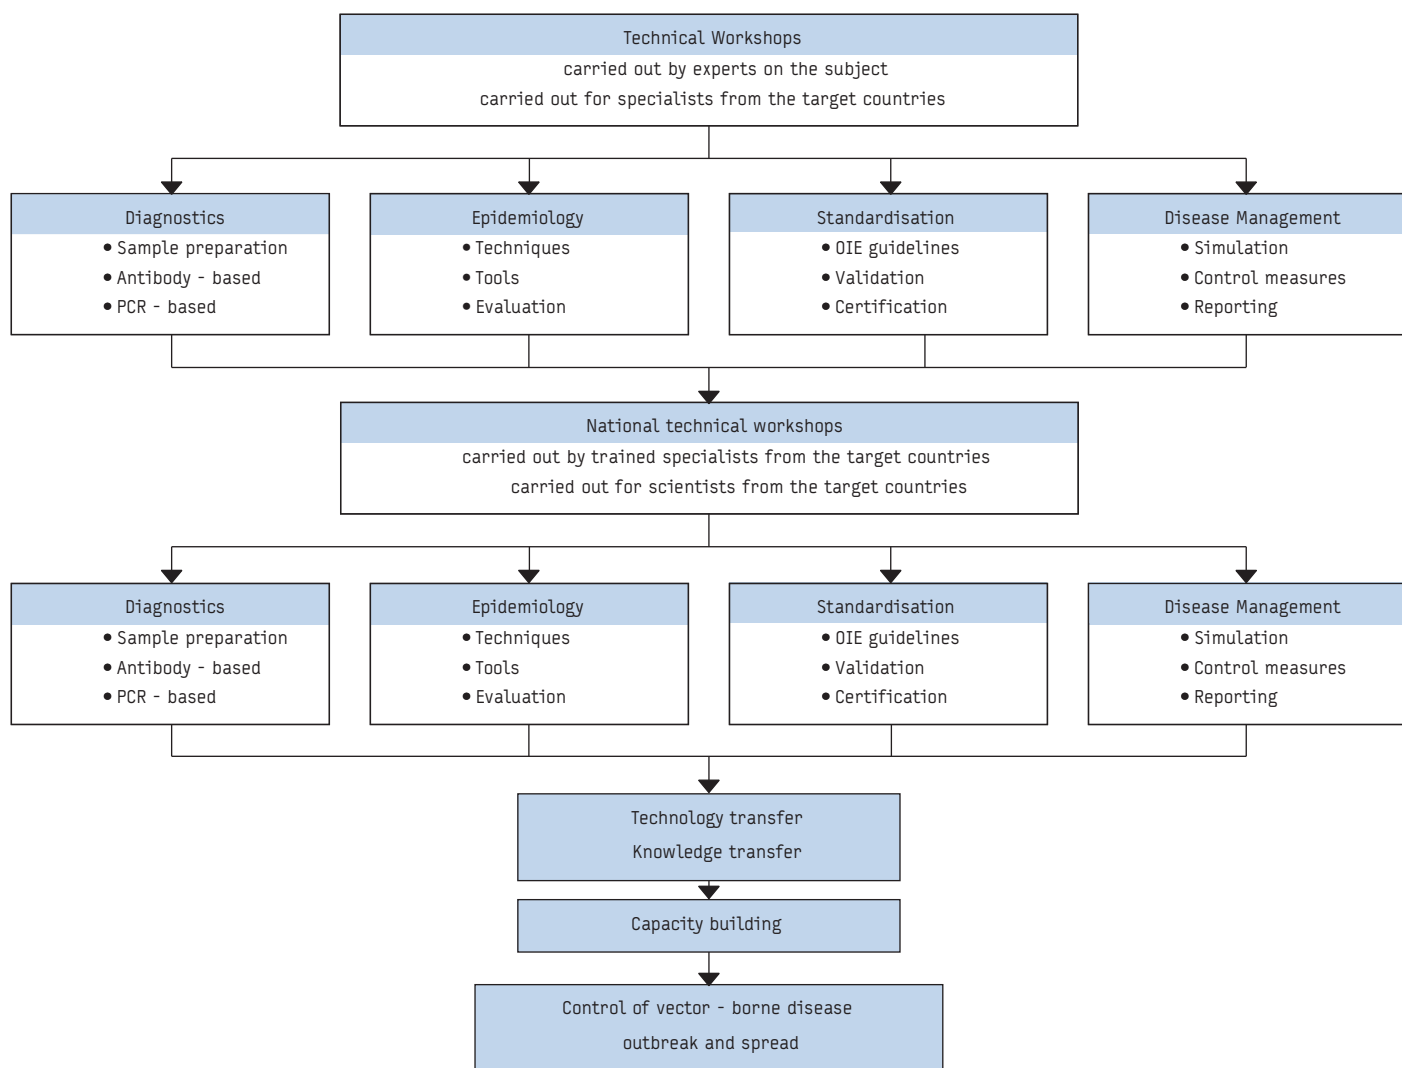 Technical Workshops
carried out by experts on the subject
carried out for specialists from the target countries
Diagnostics
• Sample preparation
• Antibody - based
• PCR - based
Epidemiology
• Techniques
• Tools
• Evaluation
Standardisation
• OIE guidelines
• Validation
• Certification
Disease Management
• Simulation
• Control measures
• Reporting
National technical workshops
carried out by trained specialists from the target countries
carried out for scientists from the target countries
Diagnostics
• Sample preparation
• Antibody - based
• PCR - based
Epidemiology
• Techniques
• Tools
• Evaluation
Standardisation
• OIE guidelines
• Validation
• Certification
Disease Management
• Simulation
• Control measures
• Reporting
Technology transfer
Knowledge transfer
Capacity building
Control of vector - borne disease
outbreak and spread